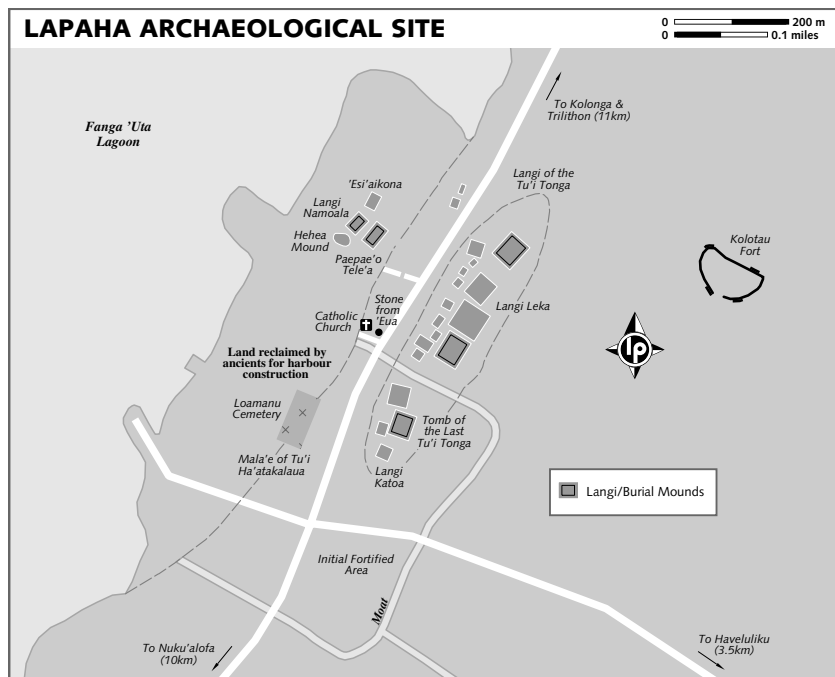 LAPAHA ARCHAEOLOGICAL SITE
0 200 m
0 0.1 miles
To Kolonga &
Trilithon (11km)
Fanga 'Uta
Lagoon
Langi of the
Tu'i Tonga
'Esi'aikona
Langi
Namoala
Hehea
Mound
Paepae'o
Tele'a
Kolotau
Fort
Stone
from
'Eua
Catholic
Church
Langi Leka
lp
Land reclaimed by
ancients for harbour
construction
Loamanu
Cemetery
Tomb of
the Last
Tu'i Tonga
Mala'e of Tu'i
Ha'atakalaua
Langi
Katoa
Langi/Burial Mounds
Initial Fortified
Area
Moat
To Nuku'alofa
(10km)
To Haveluliku
(3.5km)